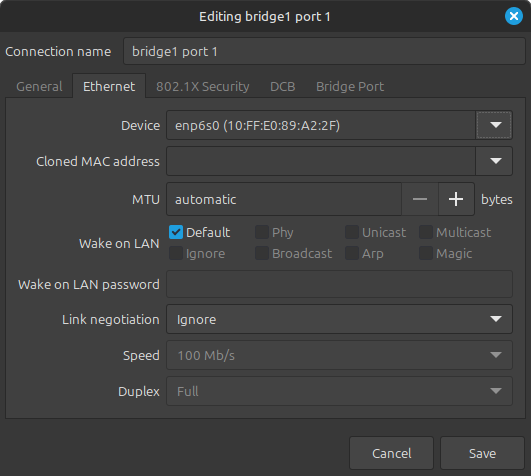 Editing bridge1 port 1
Connection name bridge1 port 1
General Ethernet 802.1X Security DCB Bridge Port
Device enp6s0 (10:FF:E0:89:A2:2F)
Cloned MAC address
MTU automatic bytes
Wake on LAN Default Phy Unicast Multicast
Ignore Broadcast Arp Magic
Wake on LAN password
Link negotiation Ignore
Speed 100 Mb/s
Duplex Full
Cancel Save